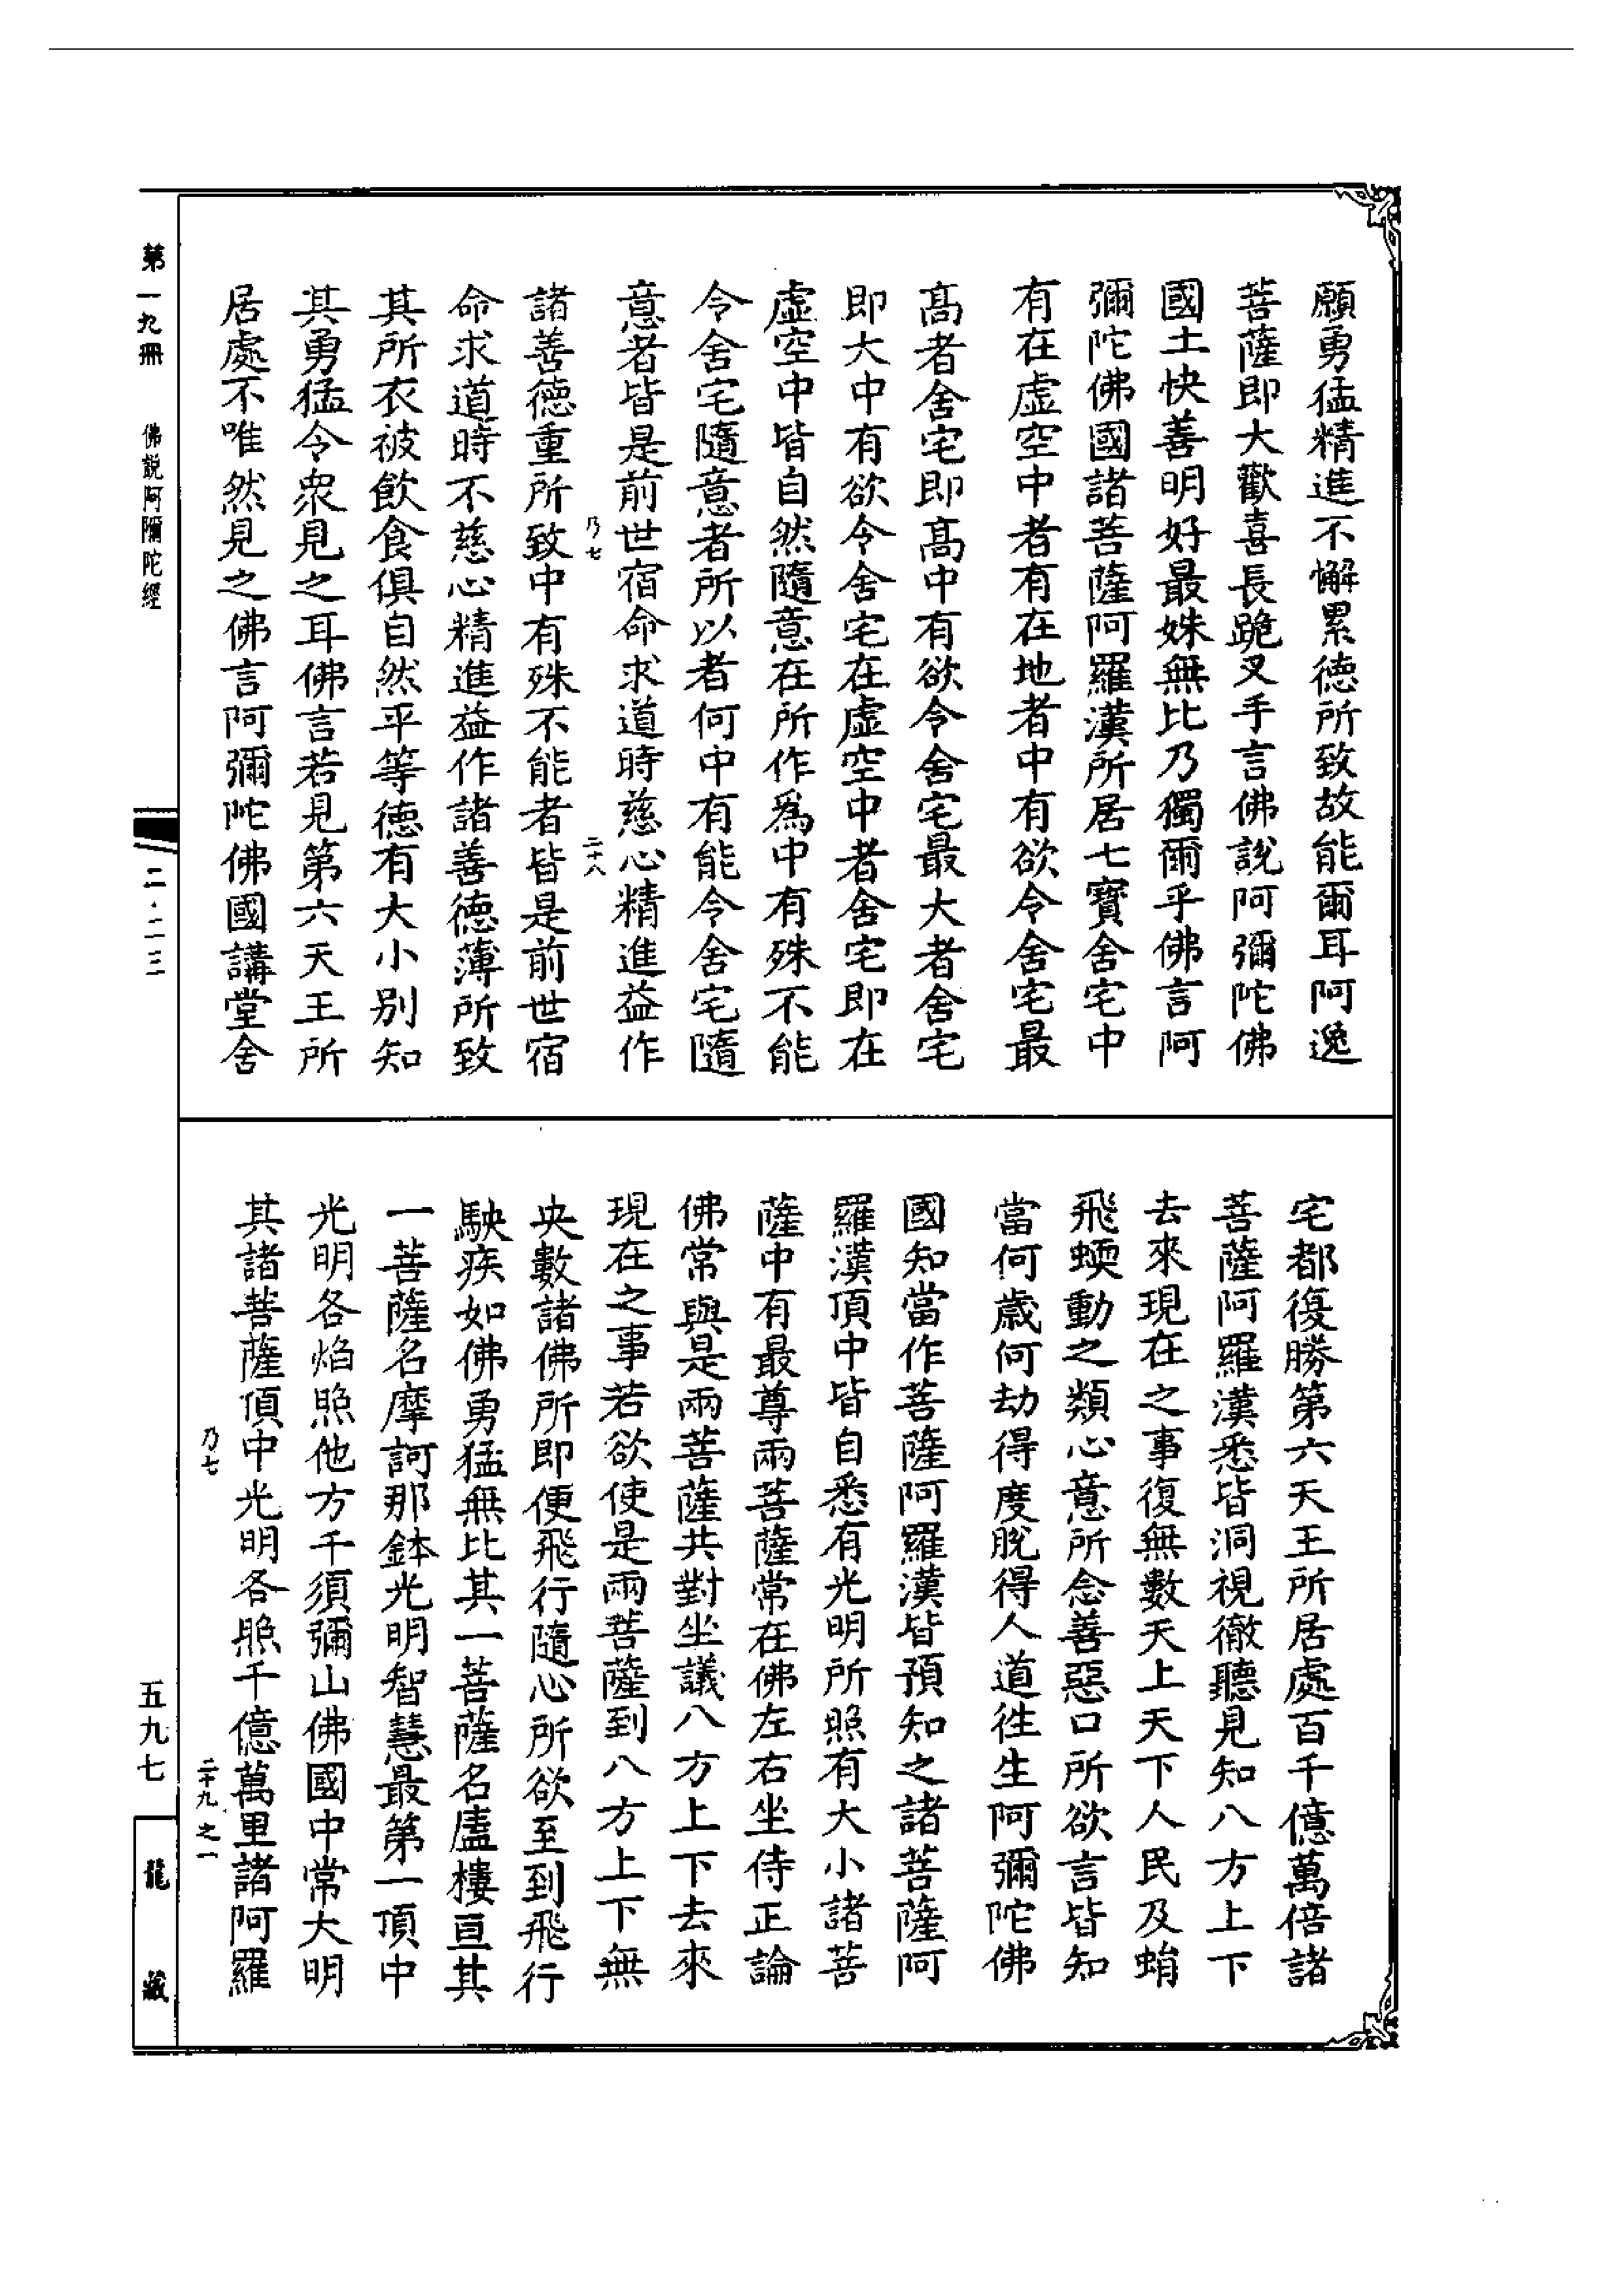 願勇猛精進不懈累德所致故能爾耳阿逸
菩薩即大歡喜長跪叉手言佛說阿彌陀佛
國土快善明好最姝無比乃獨爾乎佛言阿
彌陀佛國諸菩薩阿羅漢所居七寶舍宅中
有在虛空中者有在地者中有欲令舍宅最
高者舍宅即高中有欲令舍宅最大者舍宅
即大中有欲令舍宅在虛空中者舍宅即在
虛空中皆自然隨意在所作為中有殊不能
令舍宅隨意者所以者何中有能令舍宅隨
意者皆是前世宿命求道時慈心精進益作
乃七
二十八
諸善德重所致中有殊不能者皆是前世宿
命求道時不慈心精進益作諸善德薄所致
其所衣被飲食俱自然平等德有大小別知
其勇猛令眾見之耳佛言若見第六天王所
居處不唯然見之佛言阿彌陀佛國講堂舍
宅都復勝第六天王所居處百千億萬倍諸
菩薩阿羅漢悉皆洞視徹聽見知八方上下
去來現在之事復無數天上天下人民及蜎
飛蝡動之類心意所念善惡口所欲言皆知
當何歲何劫得度脫得人道往生阿彌陀佛
國知當作菩薩阿羅漢皆預知之諸菩薩阿
羅漢頂中皆自悉有光明所照有大小諸菩
薩中有最尊兩菩薩常在佛左右坐侍正論
佛常與是兩菩薩共對坐議八方上下去來
現在之事若欲使是兩菩薩到八方上下無
央數諸佛所即便飛行隨心所欲至到飛行
駛疾如佛勇猛無比其一菩薩名廅樓亘其
一菩薩名摩訶那鉢光明智慧最第一頂中
光明各焰照他方千須彌山佛國中常大明
其諸菩薩頂中光明各照千億萬里諸阿羅
乃七
二十九之一
第一九冊
佛說阿彌陀經
二·二三
五九七
龍藏